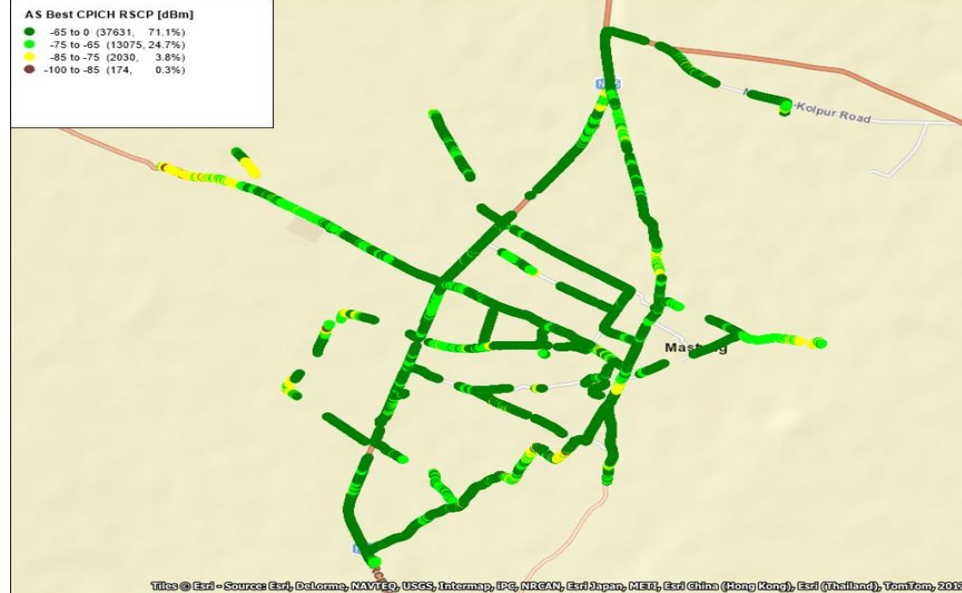 AS Best CPICH RSCP [dBm]
-65 to 0 (37631, 71.1%)
-75 to -65 (13075, 24.7%)
-85 to -75 (2030, 3.8%)
-100 to -85 (174, 0.3%)
-Kolpur Road
Tiles © Esri - Source: Esri, DeLorme, NAVTEQ, USGS, Intermap, iPC, NRCAN, Esri Japan, METI, Esri China (Hong Kong), Esri (Thailand), TomTom, 201